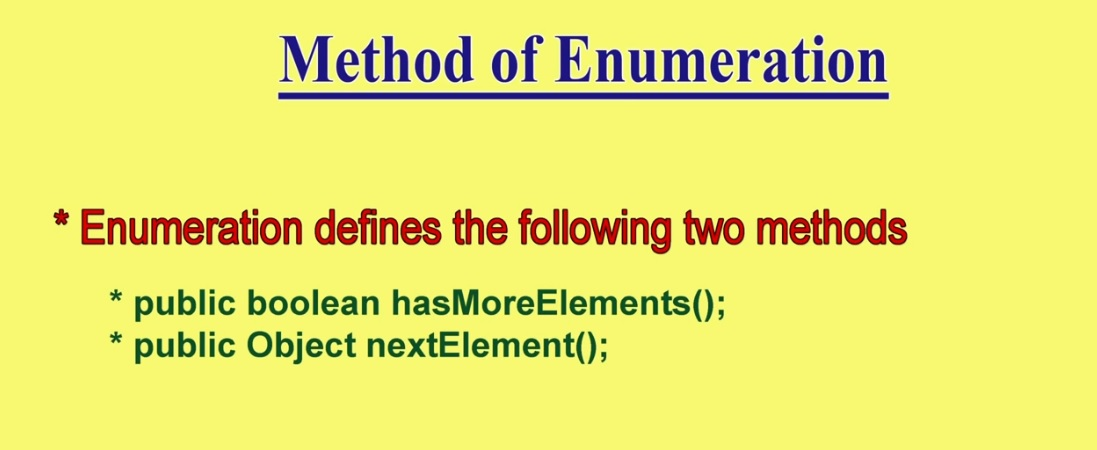 Method of Enumeration
* Enumeration defines the following two methods
* public boolean hasMoreElements();
* public Object nextElement();